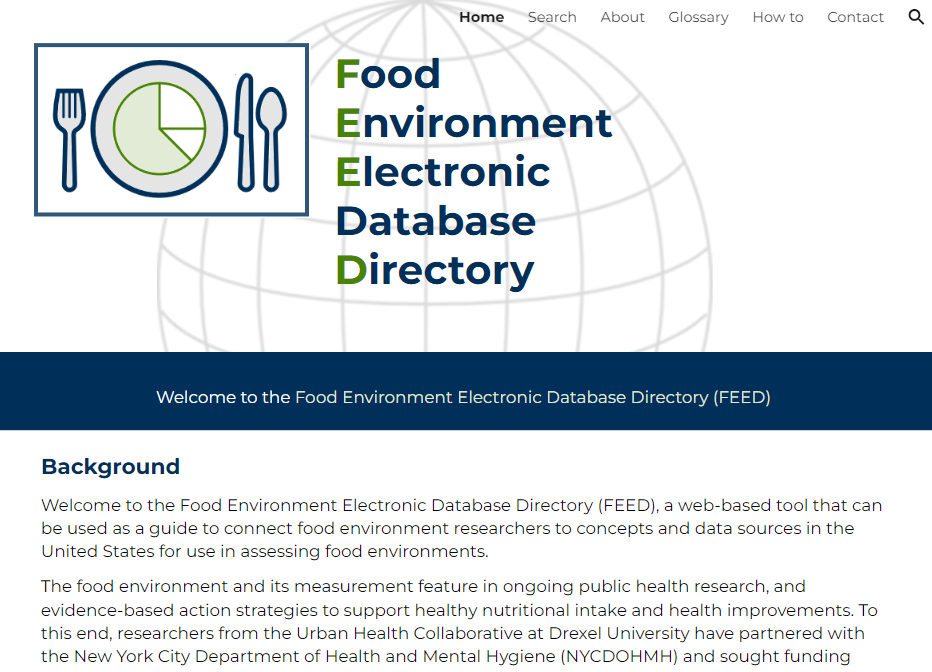 Home Search About Glossary How to Contact
Food
Environment
Electronic
Database
Directory
Welcome to the Food Environment Electronic Database Directory (FEED)
Background
Welcome to the Food Environment Electronic Database Directory (FEED), a web-based tool that can
be used as a guide to connect food environment researchers to concepts and data sources in the
United States for use in assessing food environments.
The food environment and its measurement feature in ongoing public health research, and
evidence-based action strategies to support healthy nutritional intake and health improvements. To
this end, researchers from the Urban Health Collaborative at Drexel University have partnered with
the New York City Department of Health and Mental Hygiene (NYCDOHMH) and sought funding